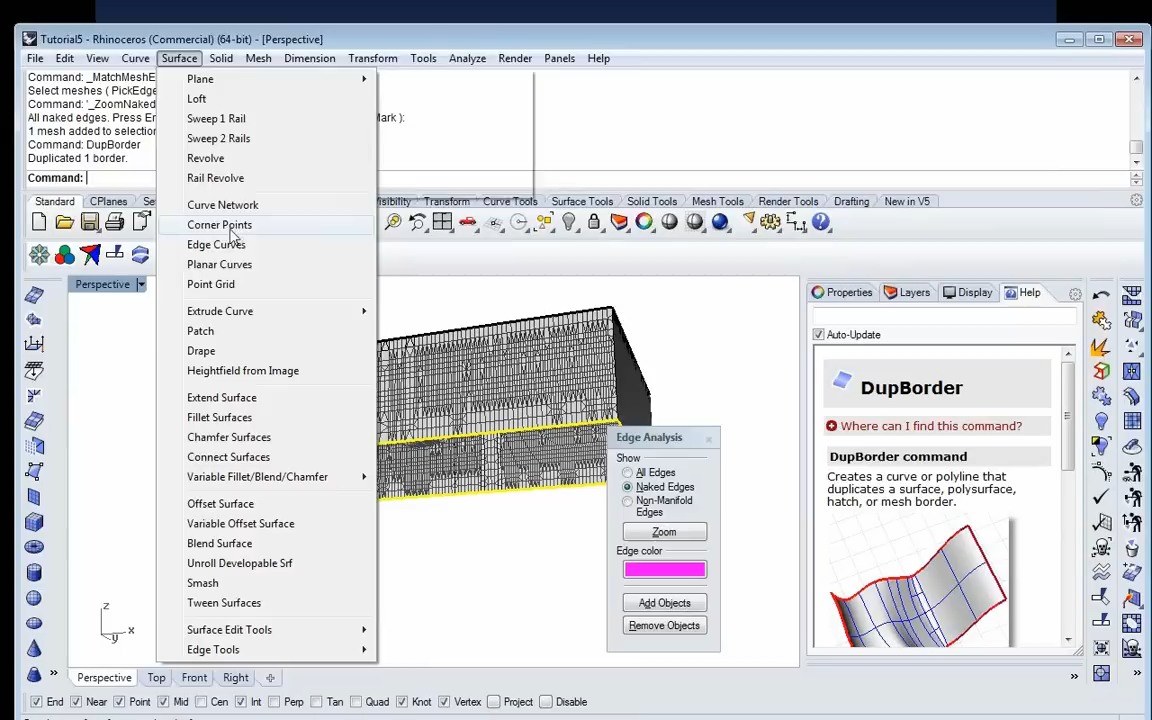 Tutorial5 - Rhinoceros (Commercial) (64-bit) - [Perspective]
File Edit View Curve Surface Solid Mesh Dimension Transform Tools Analyze Render Panels Help
Command: _MatchMeshE
Select meshes ( PickEdge
Command: '_ZoomNaked
All naked edges. Press En
ark ):
1 mesh added to selection
Command: DupBorder
Duplicated 1 border.
Command:
Plane
Loft
Sweep 1 Rail
Sweep 2 Rails
Revolve
Rail Revolve
Curve Network
Corner Points
Edge Curves
Planar Curves
Point Grid
Extrude Curve
Patch
Drape
Heightfield from Image
Extend Surface
Fillet Surfaces
Chamfer Surfaces
Connect Surfaces
Variable Fillet/Blend/Chamfer
Offset Surface
Variable Offset Surface
Blend Surface
Unroll Developable Srf
Smash
Tween Surfaces
Surface Edit Tools
Edge Tools
Standard CPlanes Se isibility Transform Curve Tools Surface Tools Solid Tools Mesh Tools Render Tools Drafting New in V5
Perspective
z
x
y
Edge Analysis
Show
All Edges
Naked Edges
Non-Manifold
Edges
Zoom
Edge color
Add Objects
Remove Objects
Properties Layers Display Help
Auto-Update
DupBorder
Where can I find this command?
DupBorder command
Creates a curve or polyline that
duplicates a surface, polysurface,
hatch, or mesh border.
Perspective Top Front Right
End Near Point Mid Cen Int Perp Tan Quad Knot Vertex Project Disable